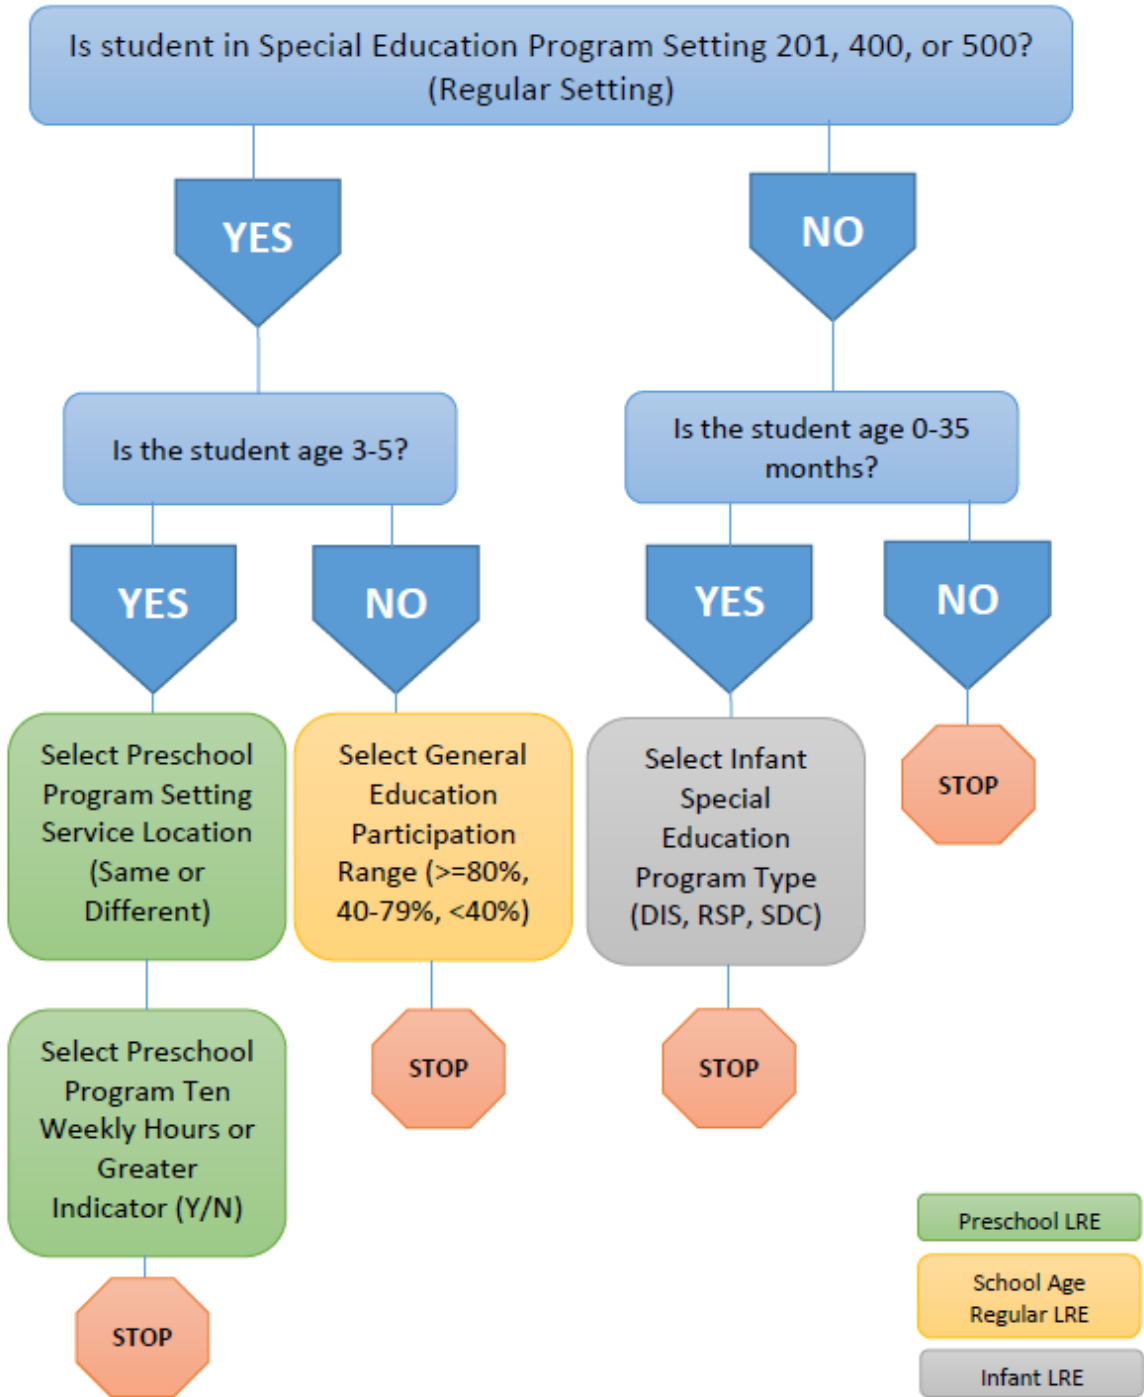 Is student in Special Education Program Setting 201, 400, or 500?
(Regular Setting)
YES
NO
Is the student age 3-5?
Is the student age 0-35
months?
YES
NO
YES
NO
Select Preschool
Program Setting
Service Location
(Same or
Different)
Select General
Education
Participation
Range (>=80%,
40-79%, <40%)
Select Infant
Special
Education
Program Type
(DIS, RSP, SDC)
STOP
Select Preschool
Program Ten
Weekly Hours or
Greater
Indicator (Y/N)
STOP
STOP
STOP
Preschool LRE
School Age
Regular LRE
Infant LRE